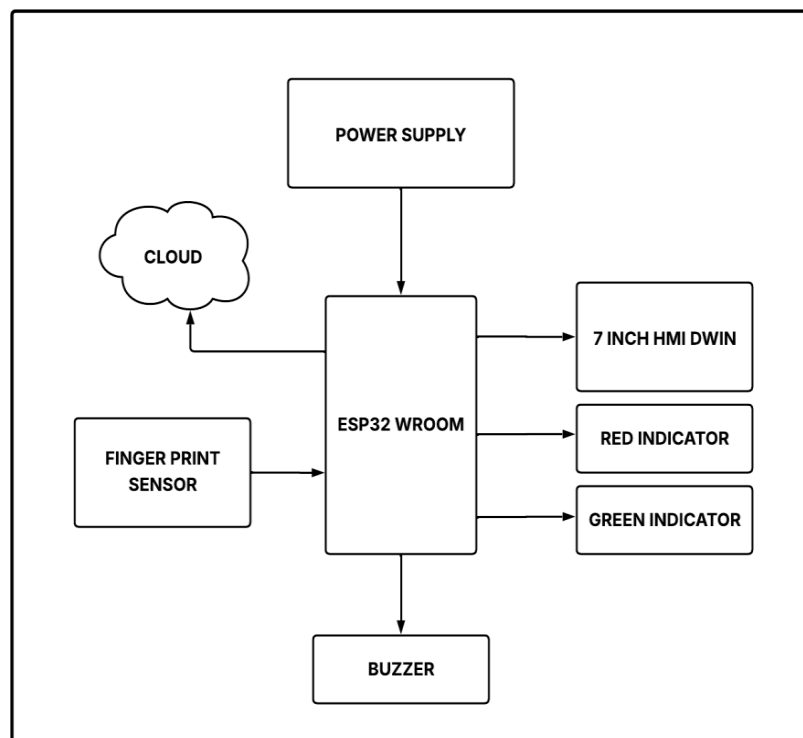 POWER SUPPLY
CLOUD
7 INCH HMI DWIN
ESP32 WROOM
RED INDICATOR
FINGER PRINT
SENSOR
GREEN INDICATOR
BUZZER